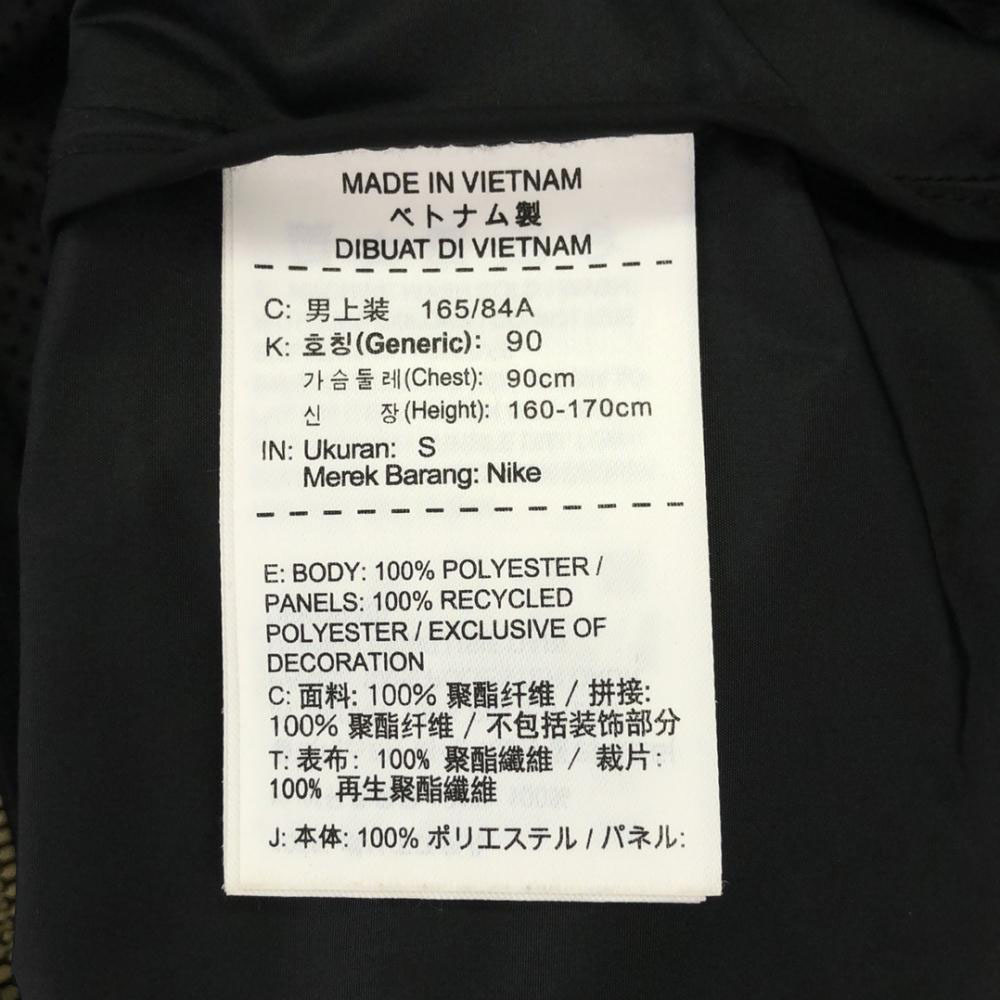 MADE IN VIETNAM
ベトナム製
DIBUAT DI VIETNAM
C: 男上装 165/84A
K: 호칭(Generic): 90
가슴둘레(Chest): 90cm
신 장(Height): 160-170cm
IN: Ukuran: S
Merek Barang: Nike
E: BODY: 100% POLYESTER /
PANELS: 100% RECYCLED
POLYESTER / EXCLUSIVE OF
DECORATION
C: 面料: 100% 聚酯纤维 / 拼接:
100% 聚酯纤维 / 不包括装饰部分
T: 表布: 100% 聚酯纖維 / 裁片:
100% 再生聚酯纖維
J: 本体: 100% ポリエステル / パネル: